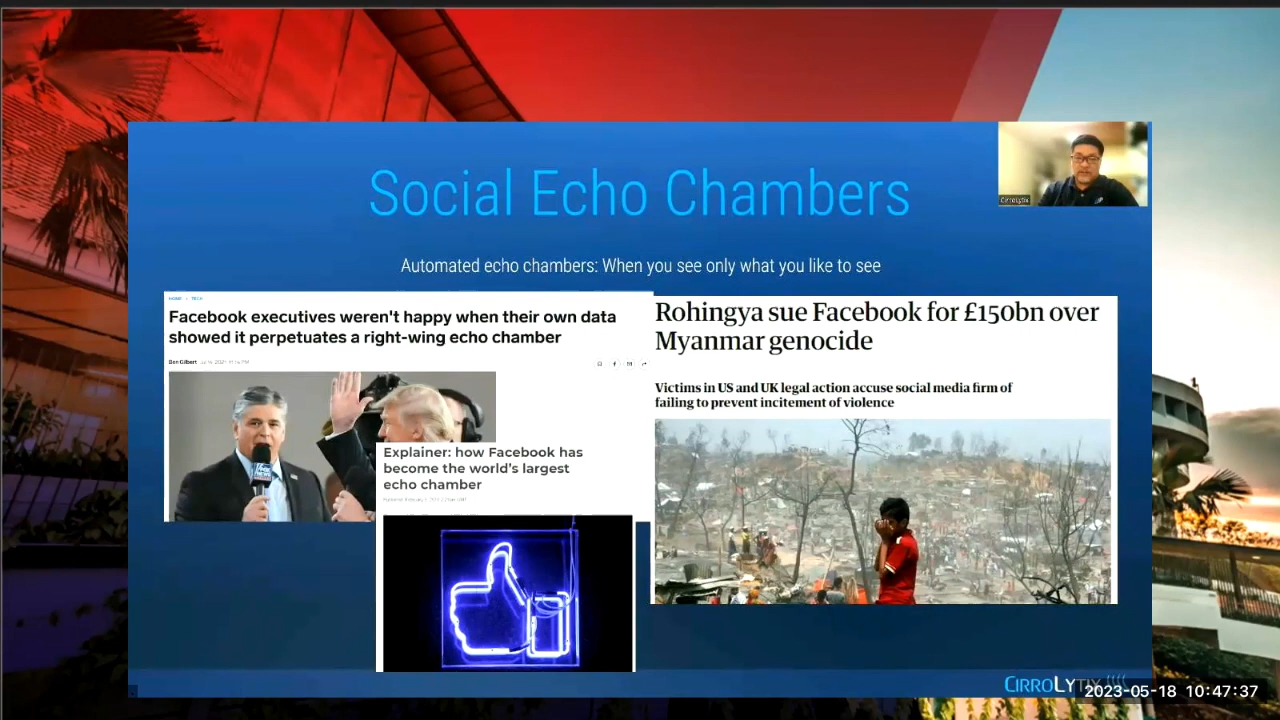 Social Echo Chambers
Cirrolytix
Automated echo chambers: When you see only what you like to see
HOME > TECH
Facebook executives weren't happy when their own data
showed it perpetuates a right-wing echo chamber
Ben Gilbert
Rohingya sue Facebook for £150bn over
Myanmar genocide
Victims in US and UK legal action accuse social media firm of
failing to prevent incitement of violence
Explainer: how Facebook has
become the world's largest
echo chamber
CIRROLYTIX
2023-05-18 10:47:37